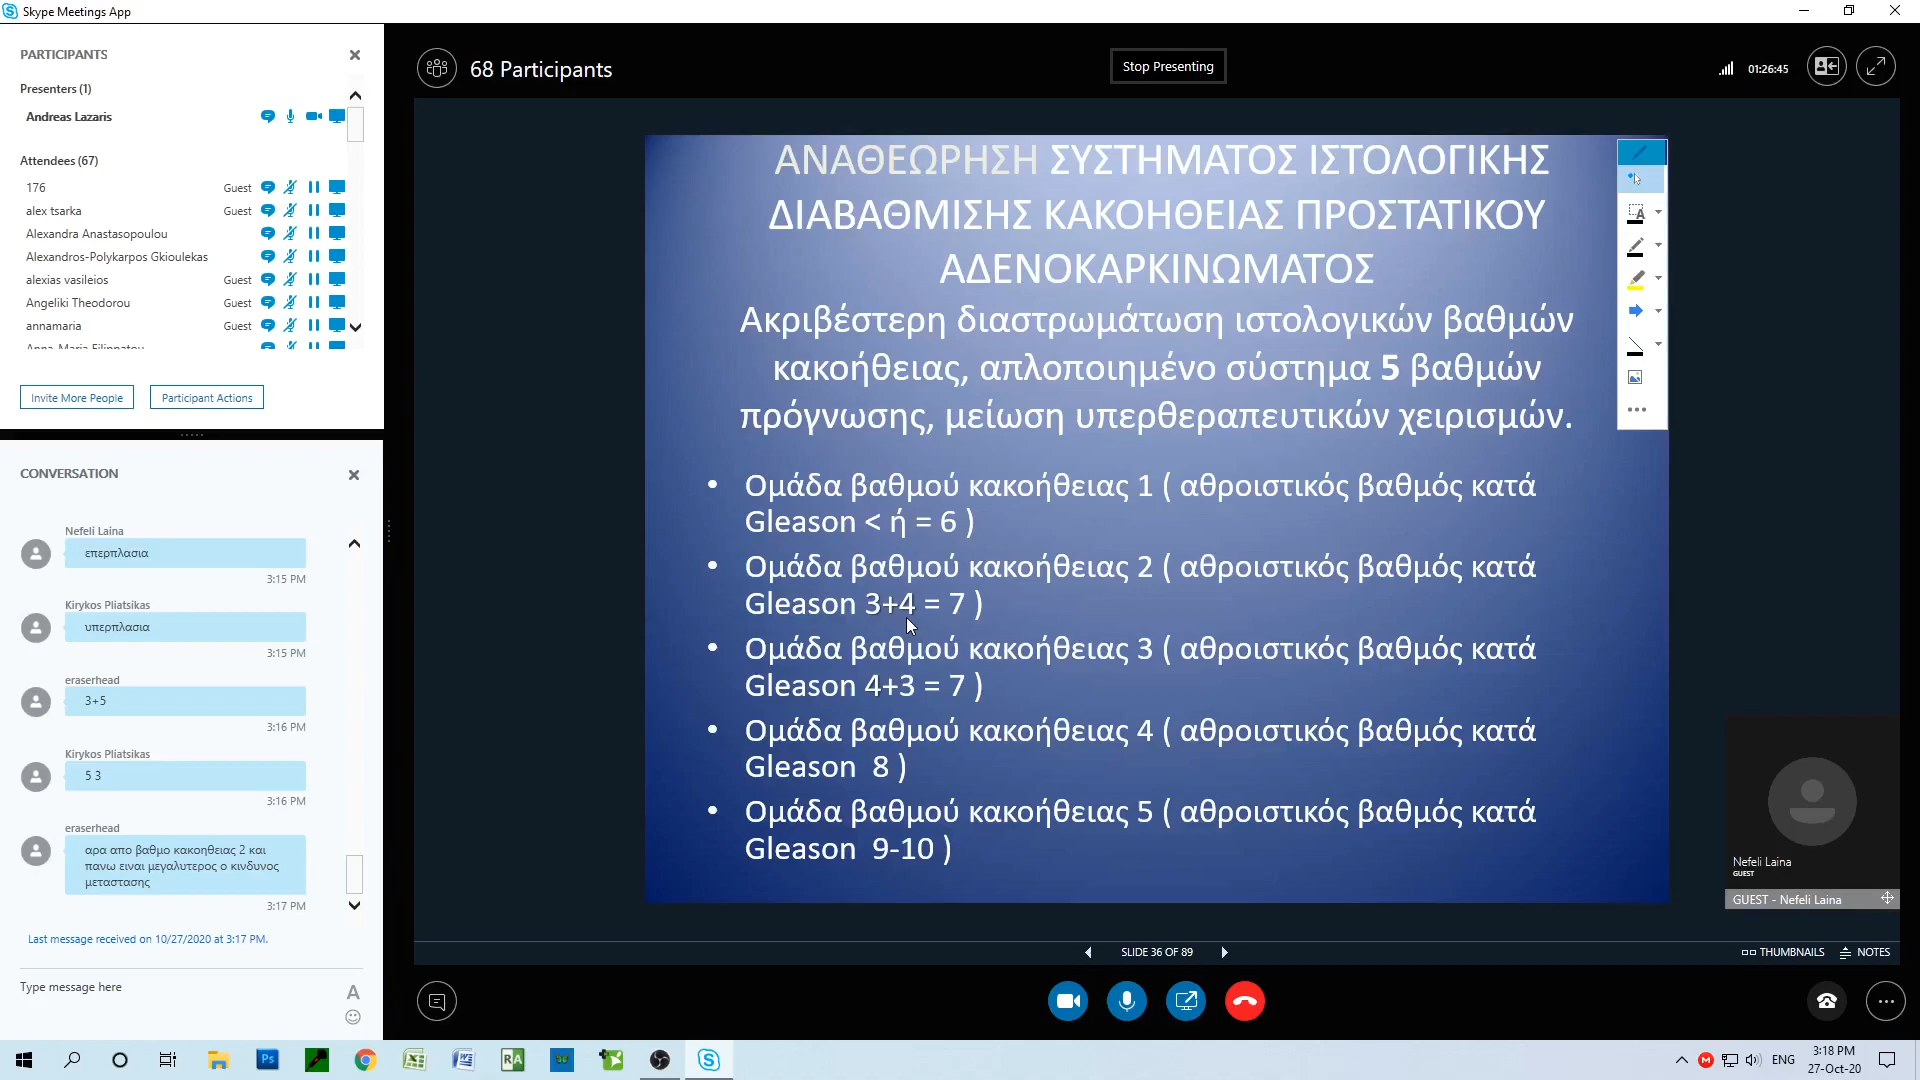 Skype Meetings App
PARTICIPANTS
Presenters (1)
Andreas Lazaris
Attendees (67)
176 Guest
alex tsarka Guest
Alexandra Anastasopoulou
Alexandros-Polykarpos Gkioulekas
alexias vasileios Guest
Angeliki Theodorou
annamaria Guest
Anna-Maria Filippatou
Invite More People
Participant Actions
CONVERSATION
Nefeli Laina
επερπλασια
3:15 PM
Kirykos Pliatsikas
υπερπλασια
3:15 PM
eraserhead
3+5
3:16 PM
Kirykos Pliatsikas
5 3
3:16 PM
eraserhead
αρα απο βαθμο κακοηθειας 2 και
πανω ειναι μεγαλυτερος ο κινδυνος
μεταστασης
3:17 PM
Last message received on 10/27/2020 at 3:17 PM.
Type message here
68 Participants
Stop Presenting
01:26:45
ΑΝΑΘΕΩΡΗΣΗ ΣΥΣΤΗΜΑΤΟΣ ΙΣΤΟΛΟΓΙΚΗΣ
ΔΙΑΒΑΘΜΙΣΗΣ ΚΑΚΟΗΘΕΙΑΣ ΠΡΟΣΤΑΤΙΚΟΥ
ΑΔΕΝΟΚΑΡΚΙΝΩΜΑΤΟΣ
Ακριβέστερη διαστρωμάτωση ιστολογικών βαθμών
κακοήθειας, απλοποιημένο σύστημα 5 βαθμών
πρόγνωσης, μείωση υπερθεραπευτικών χειρισμών.
• Ομάδα βαθμού κακοήθειας 1 ( αθροιστικός βαθμός κατά
Gleason < ή = 6 )
• Ομάδα βαθμού κακοήθειας 2 ( αθροιστικός βαθμός κατά
Gleason 3+4 = 7 )
• Ομάδα βαθμού κακοήθειας 3 ( αθροιστικός βαθμός κατά
Gleason 4+3 = 7 )
• Ομάδα βαθμού κακοήθειας 4 ( αθροιστικός βαθμός κατά
Gleason 8 )
• Ομάδα βαθμού κακοήθειας 5 ( αθροιστικός βαθμός κατά
Gleason 9-10 )
Nefeli Laina
GUEST
GUEST - Nefeli Laina
SLIDE 36 OF 89
THUMBNAILS
NOTES
ENG
3:18 PM
27-Oct-20